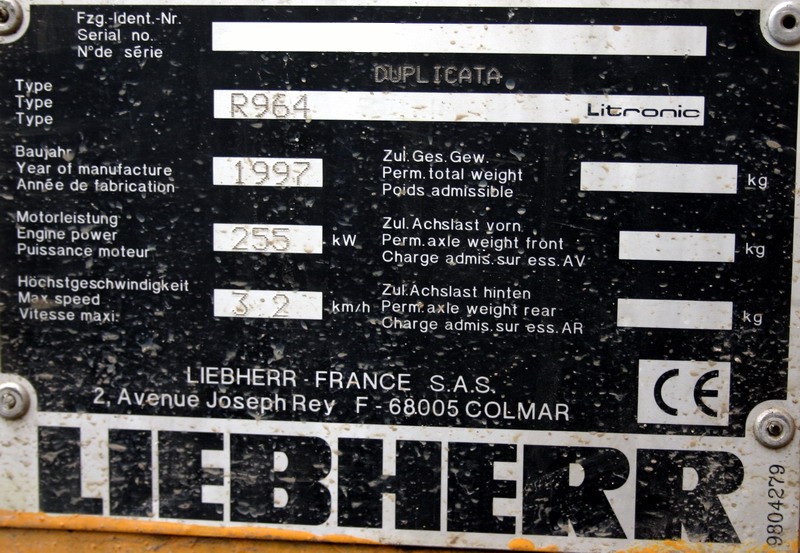 Fzg.-Ident.-Nr.
Serial no.
N°de série
DUPLICATA
Type
Type
Type
R964 Litronic
Baujahr
Year of manufacture
Année de fabrication
1997
Zul.Ges.Gew.
Perm.total weight
Poids admissible
kg
Motorleistung
Engine power
Puissance moteur
255 kW
Zul.Achslast vorn
Perm.axle weight front
Charge admis.sur ess.AV
kg
Höchstgeschwindigkeit
Max.speed
Vitesse maxi.
3.2 km/h
Zul.Achslast hinten
Perm.axle weight rear
Charge admis.sur ess.AR
kg
LIEBHERR-FRANCE S.A.S.
2, Avenue Joseph Rey F-68005 COLMAR
CE
LIEBHERR
9804279